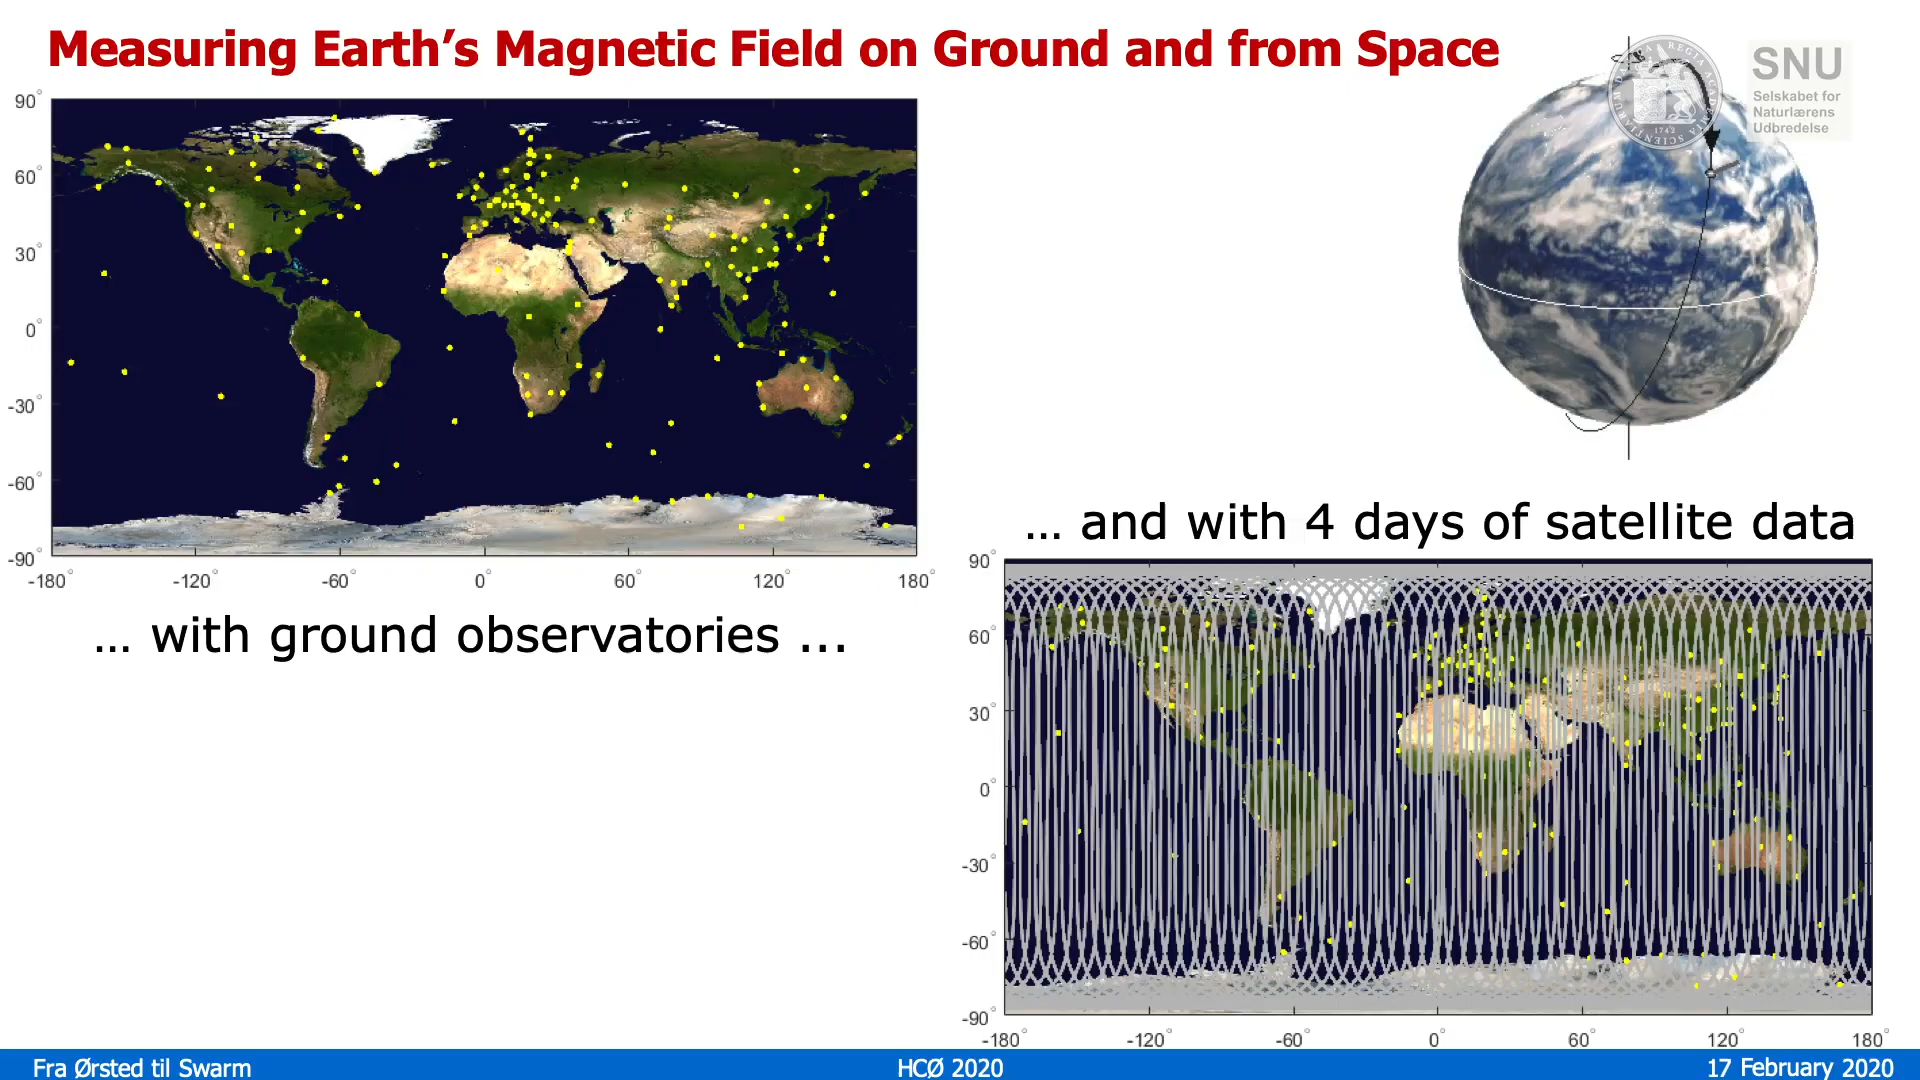 Measuring Earth’s Magnetic Field on Ground and from Space
SNU
Selskabet for
Naturlærens
Udbredelse
1742
90°
60°
30°
0°
-30°
-60°
-90°
-180° -120° -60° 0° 60° 120° 180°
... with ground observatories ...
... and with 4 days of satellite data
90°
60°
30°
0°
-30°
-60°
-90°
-180° -120° -60° 0° 60° 120° 180°
Fra Ørsted til Swarm
HCØ 2020
17 February 2020